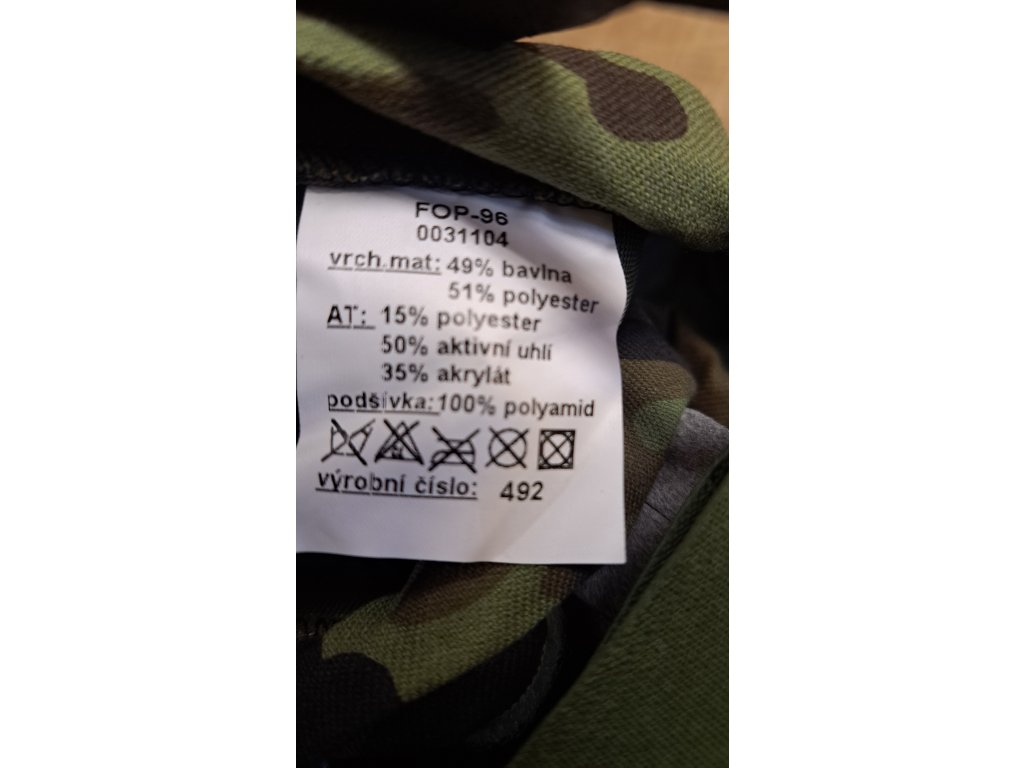 FOP-96
0031104
vrch.mat: 49% bavlna
51% polyester
AT: 15% polyester
50% aktivní uhlí
35% akrylát
podšívka: 100% polyamid
výrobní číslo: 492